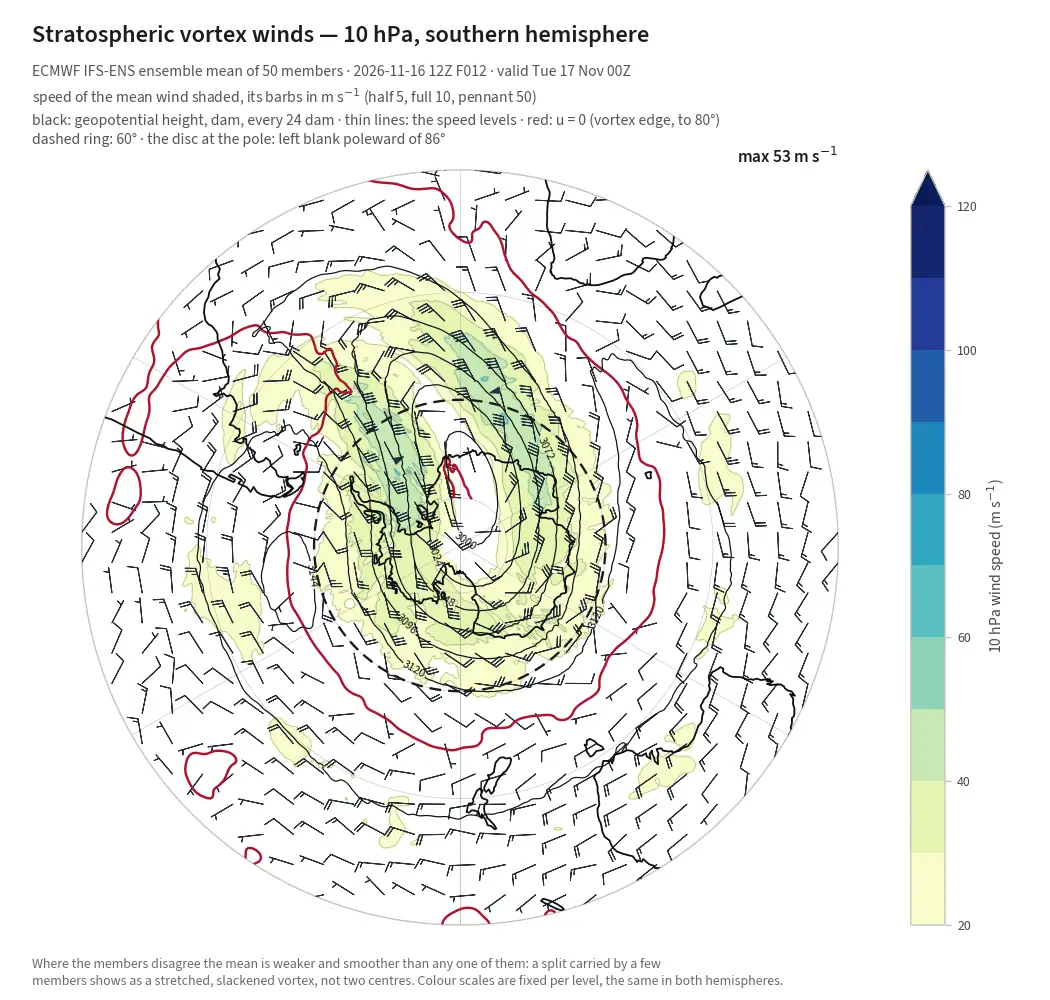 Stratospheric vortex winds — 10 hPa, southern hemisphere
ECMWF IFS-ENS ensemble mean of 50 members · 2026-11-16 12Z F012 · valid Tue 17 Nov 00Z
speed of the mean wind shaded, its barbs in m s⁻¹ (half 5, full 10, pennant 50)
black: geopotential height, dam, every 24 dam · thin lines: the speed levels · red: u = 0 (vortex edge, to 80°)
dashed ring: 60° · the disc at the pole: left blank poleward of 86°
max 53 m s⁻¹
120
100
80
60
40
20
10 hPa wind speed (m s⁻¹)
3072
3000
3096
3120
3120
Where the members disagree the mean is weaker and smoother than any one of them: a split carried by a few
members shows as a stretched, slackened vortex, not two centres. Colour scales are fixed per level, the same in both hemispheres.